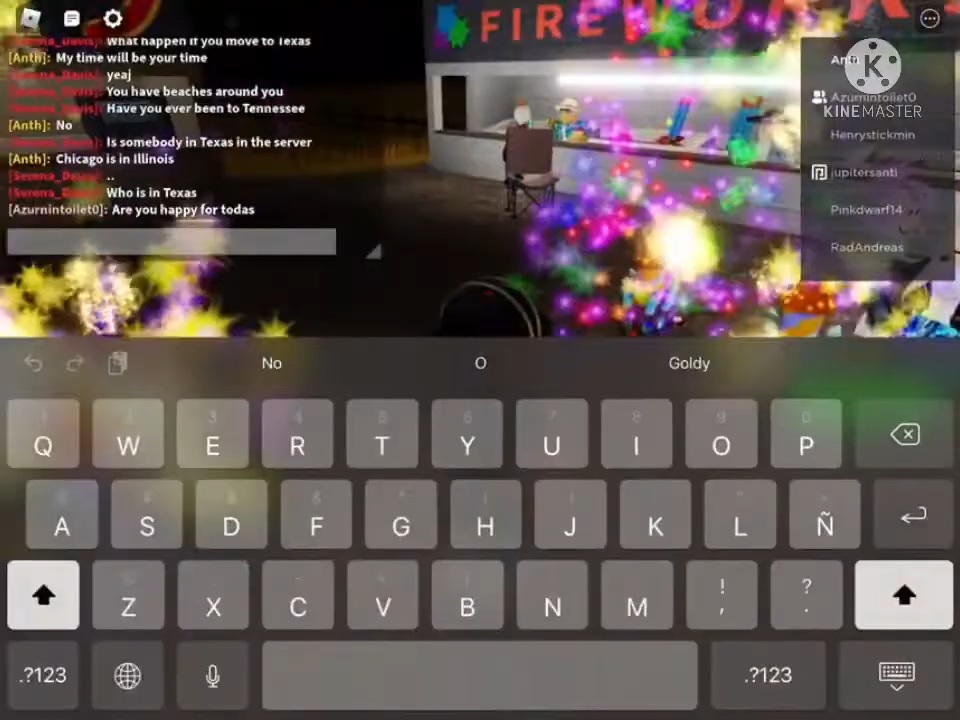 FIREWORK
[Serena_Davis]: What happen if you move to Texas
[Anth]: My time will be your time
[Serena_Davis]: yeaj
[Serena_Davis]: You have beaches around you
[Serena_Davis]: Have you ever been to Tennessee
[Anth]: No
[Serena_Davis]: Is somebody in Texas in the server
[Anth]: Chicago is in Illinois
[Serena_Davis]: ..
[Serena_Davis]: Who is in Texas
[Azurnintoilet0]: Are you happy for todas
Anth
Azurnintoilet0
KINEMASTER
Henrystickmin
jupitersanti
Pinkdwarf14
RadAndreas
No O Goldy
Q W E R T Y U I O P
A S D F G H J K L Ñ
Z X C V B N M ! , ? .
.?123 .?123